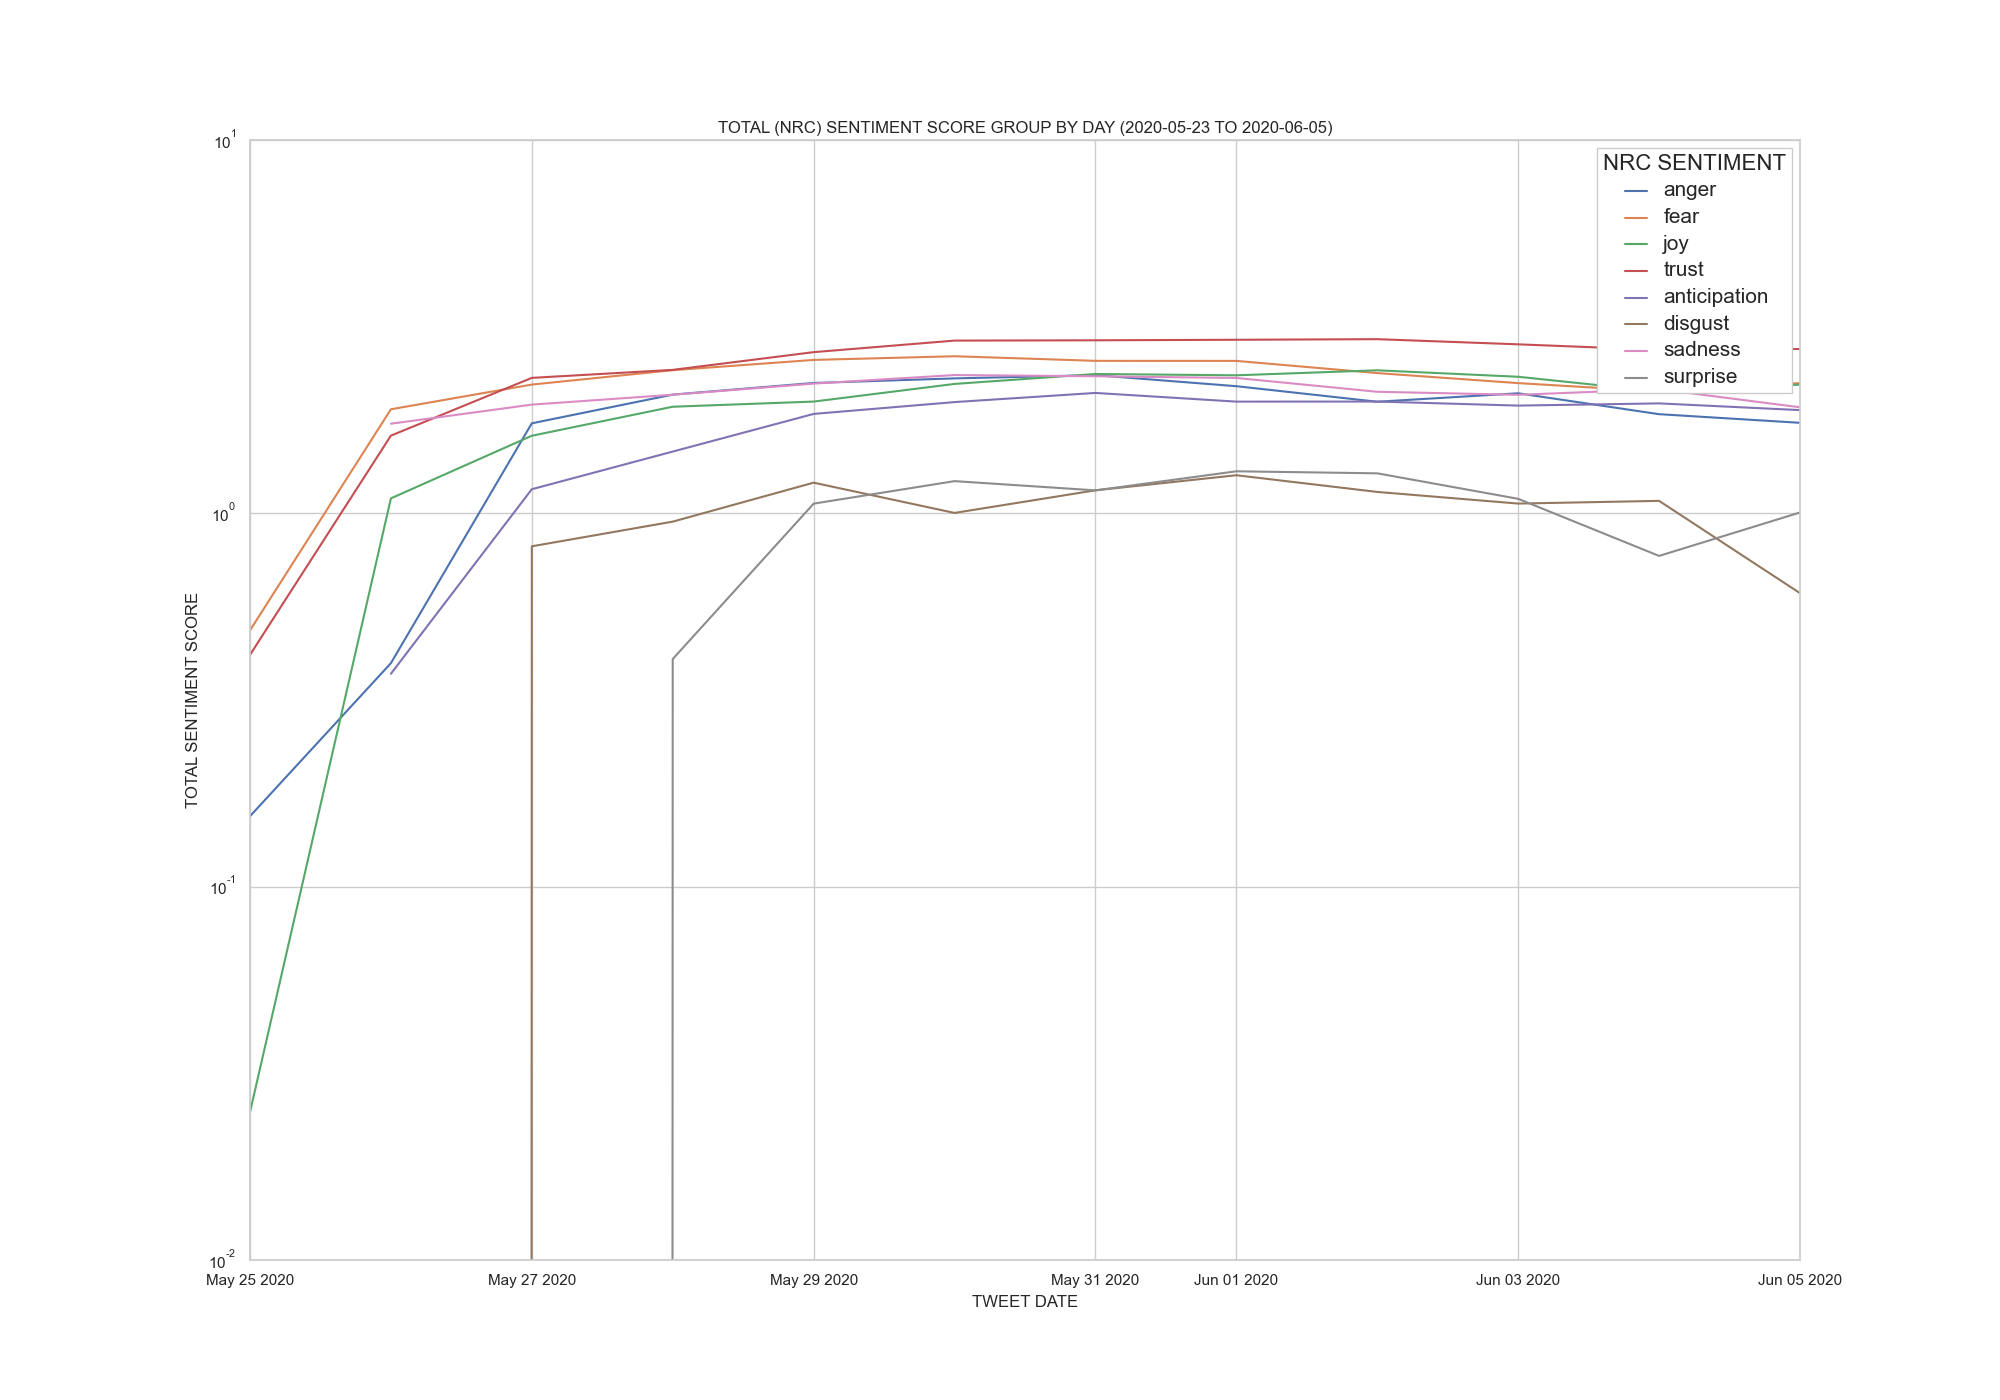 TOTAL (NRC) SENTIMENT SCORE GROUP BY DAY (2020-05-23 TO 2020-06-05)
10^1
10^0
10^-1
10^-2
TOTAL SENTIMENT SCORE
NRC SENTIMENT
anger
fear
joy
trust
anticipation
disgust
sadness
surprise
May 25 2020 May 27 2020 May 29 2020 May 31 2020 Jun 01 2020 Jun 03 2020 Jun 05 2020
TWEET DATE